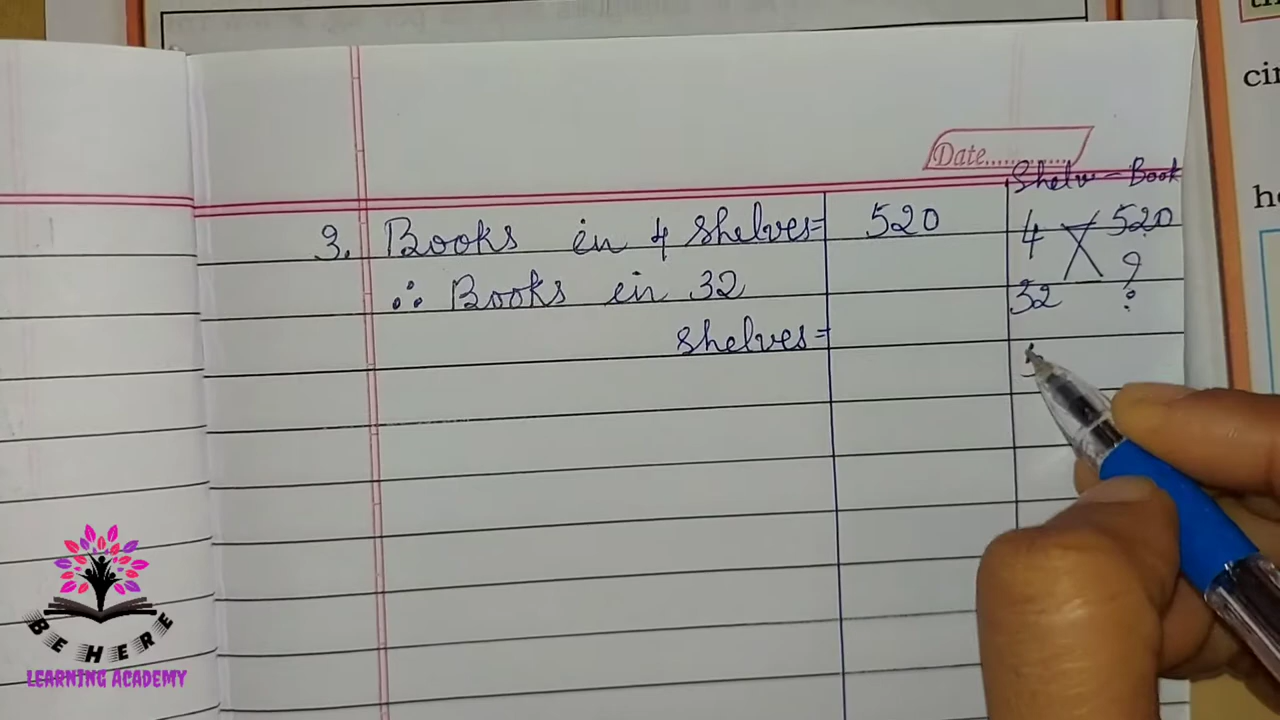 Date............
Shelv - Book
3. Books in 4 shelves= 520
4 520
∴ Books in 32
32 ?
shelves=
BE HERE
LEARNING ACADEMY